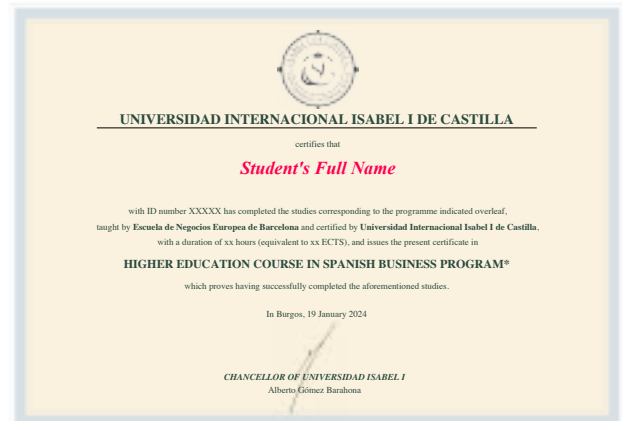 UNIVERSIDAD INTERNACIONAL ISABEL I DE CASTILLA
certifies that
Student's Full Name
with ID number XXXXX has completed the studies corresponding to the programme indicated overleaf,
taught by Escuela de Negocios Europea de Barcelona and certified by Universidad Internacional Isabel I de Castilla,
with a duration of xx hours (equivalent to xx ECTS), and issues the present certificate in
HIGHER EDUCATION COURSE IN SPANISH BUSINESS PROGRAM*
which proves having successfully completed the aforementioned studies.
In Burgos, 19 January 2024
CHANCELLOR OF UNIVERSIDAD ISABEL I
Alberto Gómez Barahona